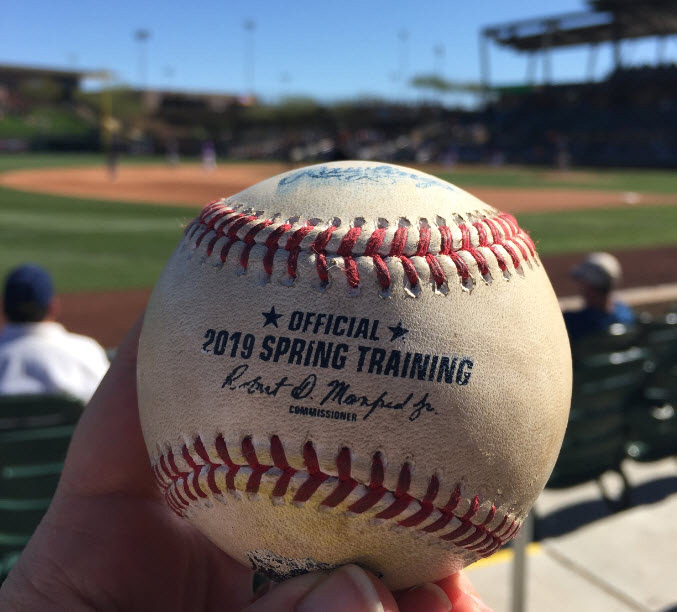 ★ OFFICIAL ★
2019 SPRING TRAINING
Robert D. Manfred Jr.
COMMISSIONER